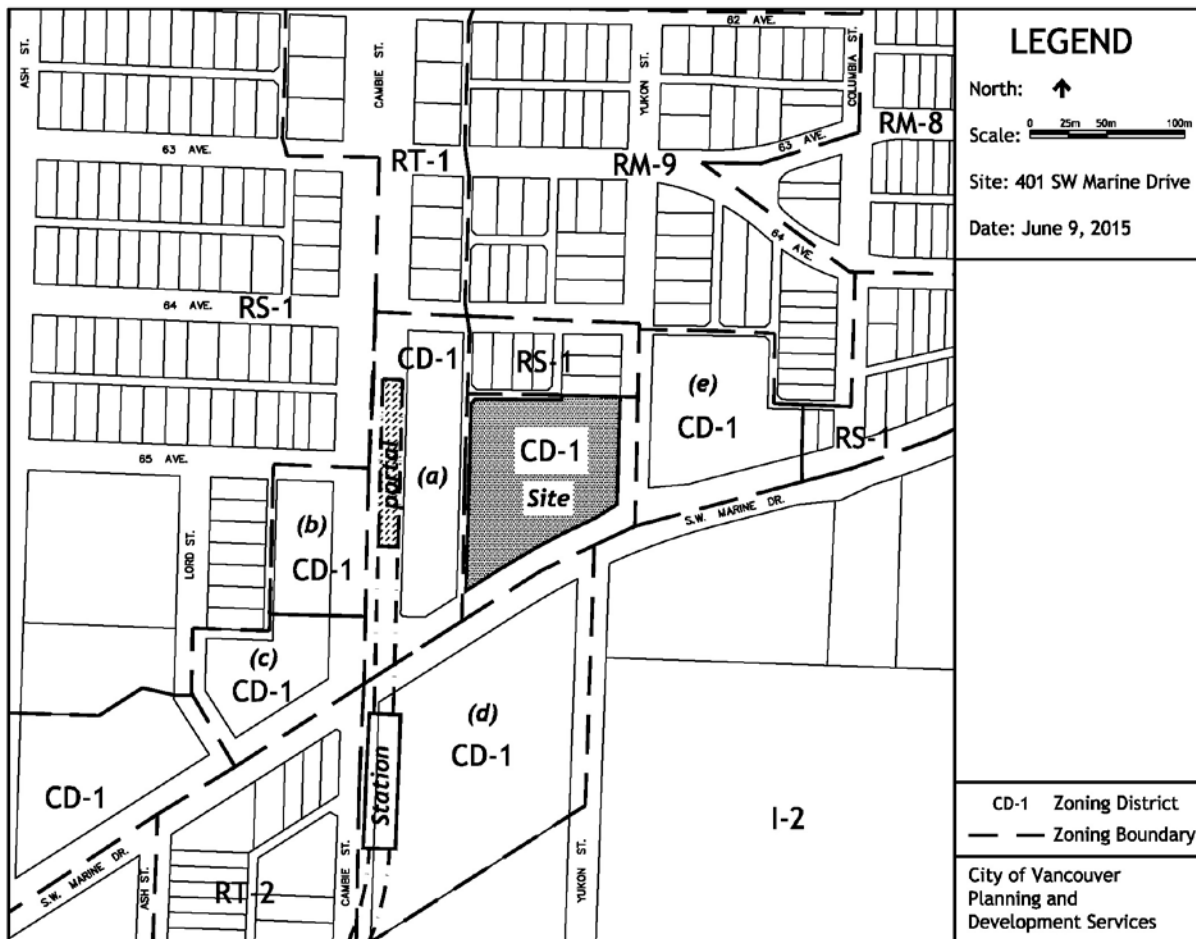 62 AVE.
ASH ST.
CAMBIE ST.
YUKON ST.
COLUMBIA ST.
RM-8
63 AVE.
63 AVE.
RT-1
RM-9
64 AVE.
64 AVE.
RS-1
CD-1
RS-1
(e)
CD-1
portal
(a)
CD-1
Site
RS-1
65 AVE.
S.W. MARINE DR.
(b)
CD-1
LORD ST.
(c)
CD-1
(d)
CD-1
Station
CD-1
I-2
S.W. MARINE DR.
ASH ST.
RT-2
CAMBIE ST.
YUKON ST.
LEGEND
North:
Scale: 0 25m 50m 100m
Site: 401 SW Marine Drive
Date: June 9, 2015
CD-1 Zoning District
Zoning Boundary
City of Vancouver
Planning and
Development Services